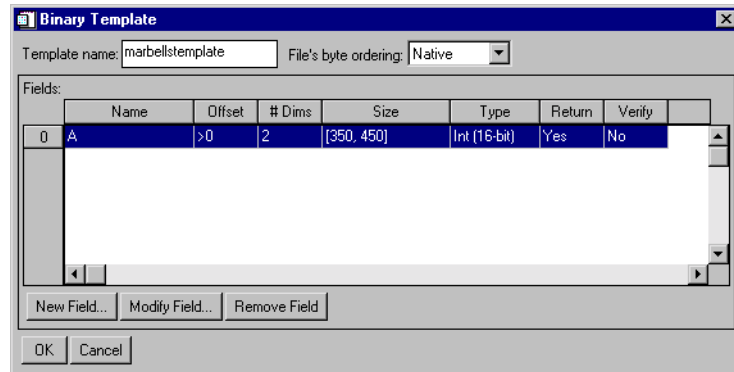 Binary Template
Template name: marbellstemplate File's byte ordering: Native
Fields:
Name Offset # Dims Size Type Return Verify
0 A >0 2 [350, 450] Int (16-bit) Yes No
New Field... Modify Field... Remove Field
OK Cancel